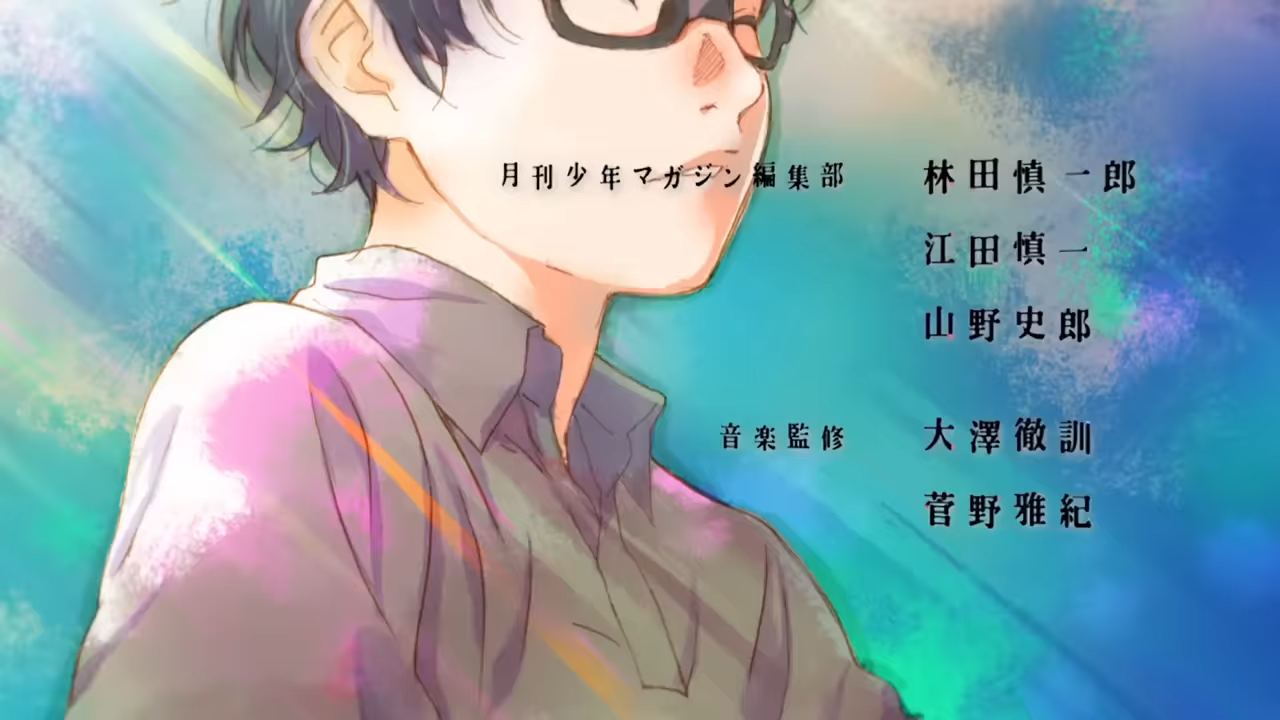 月刊少年マガジン編集部 林田慎一郎
江田慎一
山野史郎
音楽監修 大澤徹訓
菅野雅紀